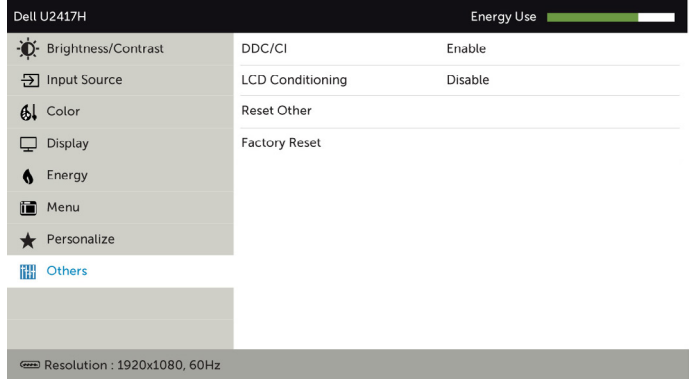 Dell U2417H Energy Use
Brightness/Contrast DDC/CI Enable
Input Source LCD Conditioning Disable
Color Reset Other
Display Factory Reset
Energy
Menu
Personalize
Others
Resolution : 1920x1080, 60Hz